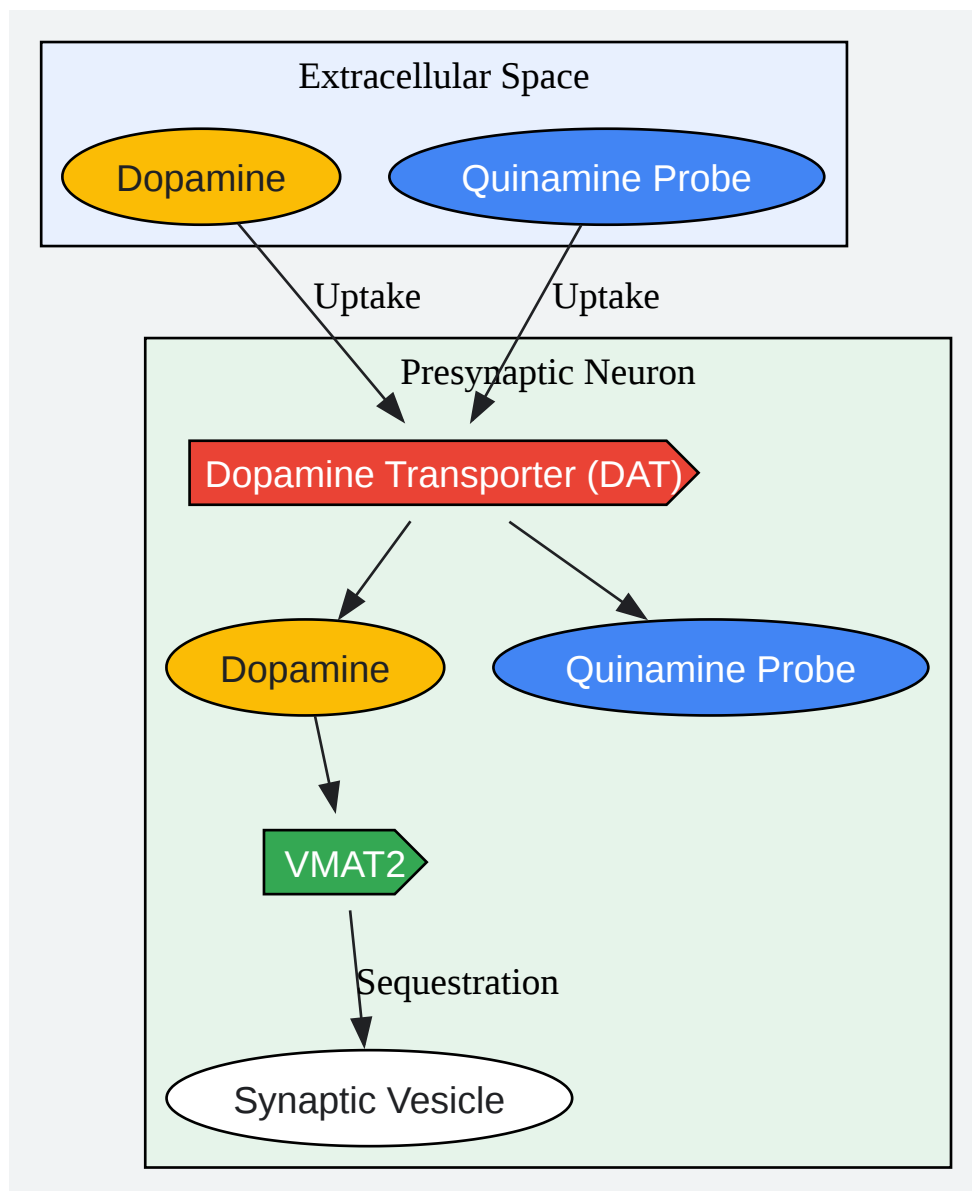 Extracellular Space
Dopamine
Quinamine Probe
Uptake
Uptake
Presynaptic Neuron
Dopamine Transporter (DAT)
Dopamine
Quinamine Probe
VMAT2
Sequestration
Synaptic Vesicle